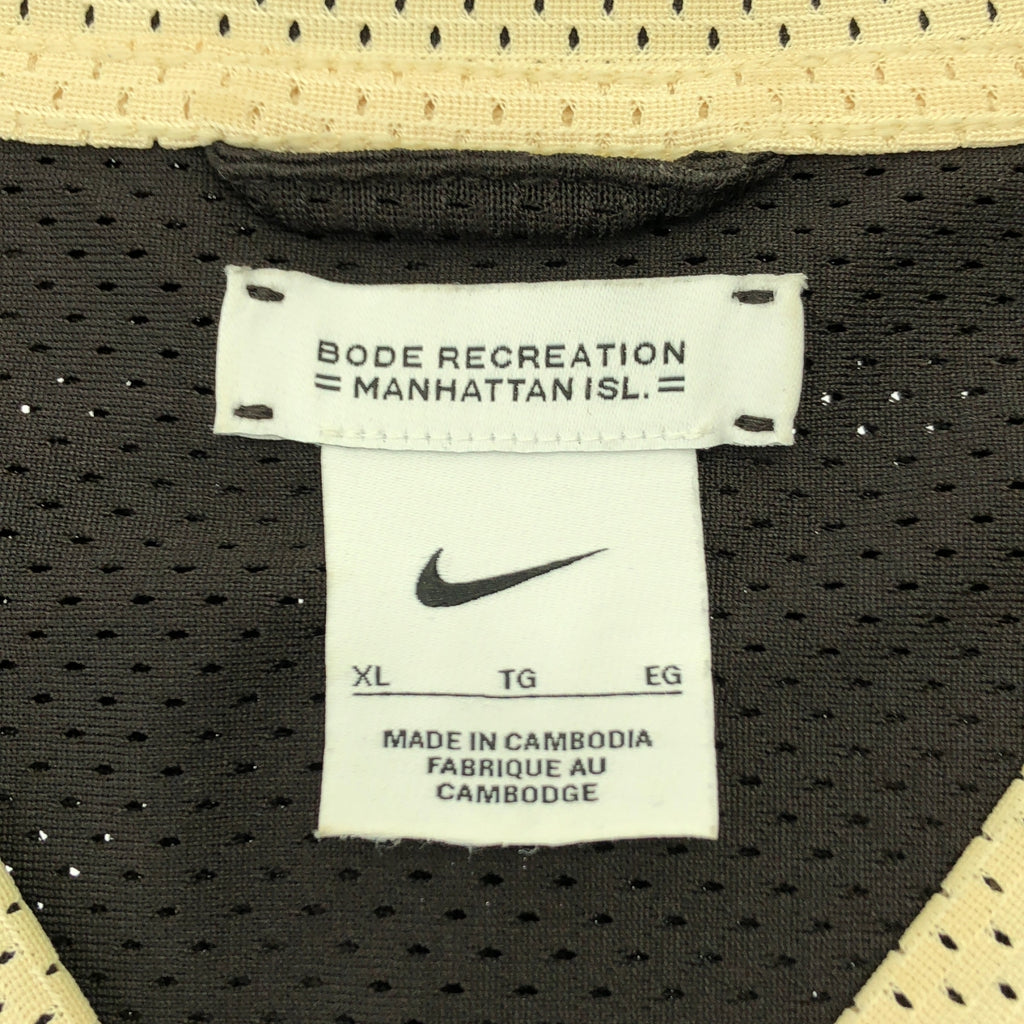 BODE RECREATION
= MANHATTAN ISL. =
XL TG EG
MADE IN CAMBODIA
FABRIQUE AU
CAMBODGE